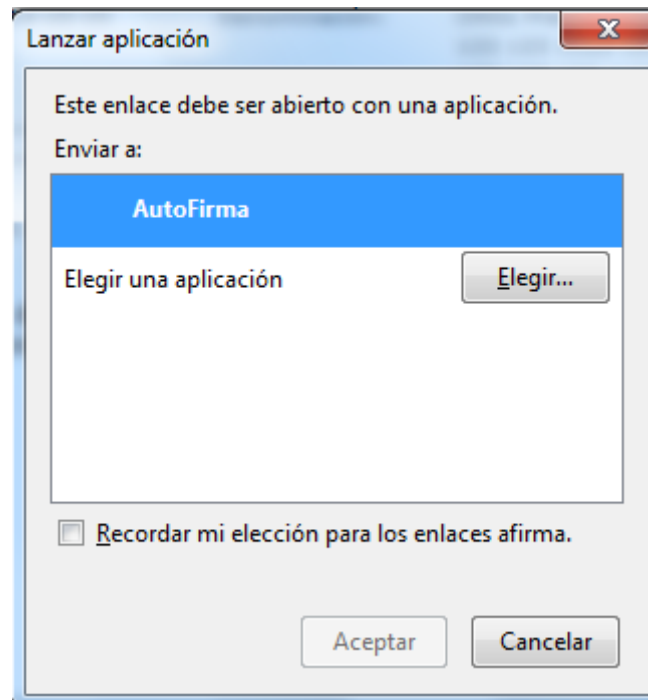 Lanzar aplicación
Este enlace debe ser abierto con una aplicación.
Enviar a:
AutoFirma
Elegir una aplicación
Elegir...
Recordar mi elección para los enlaces afirma.
Aceptar
Cancelar